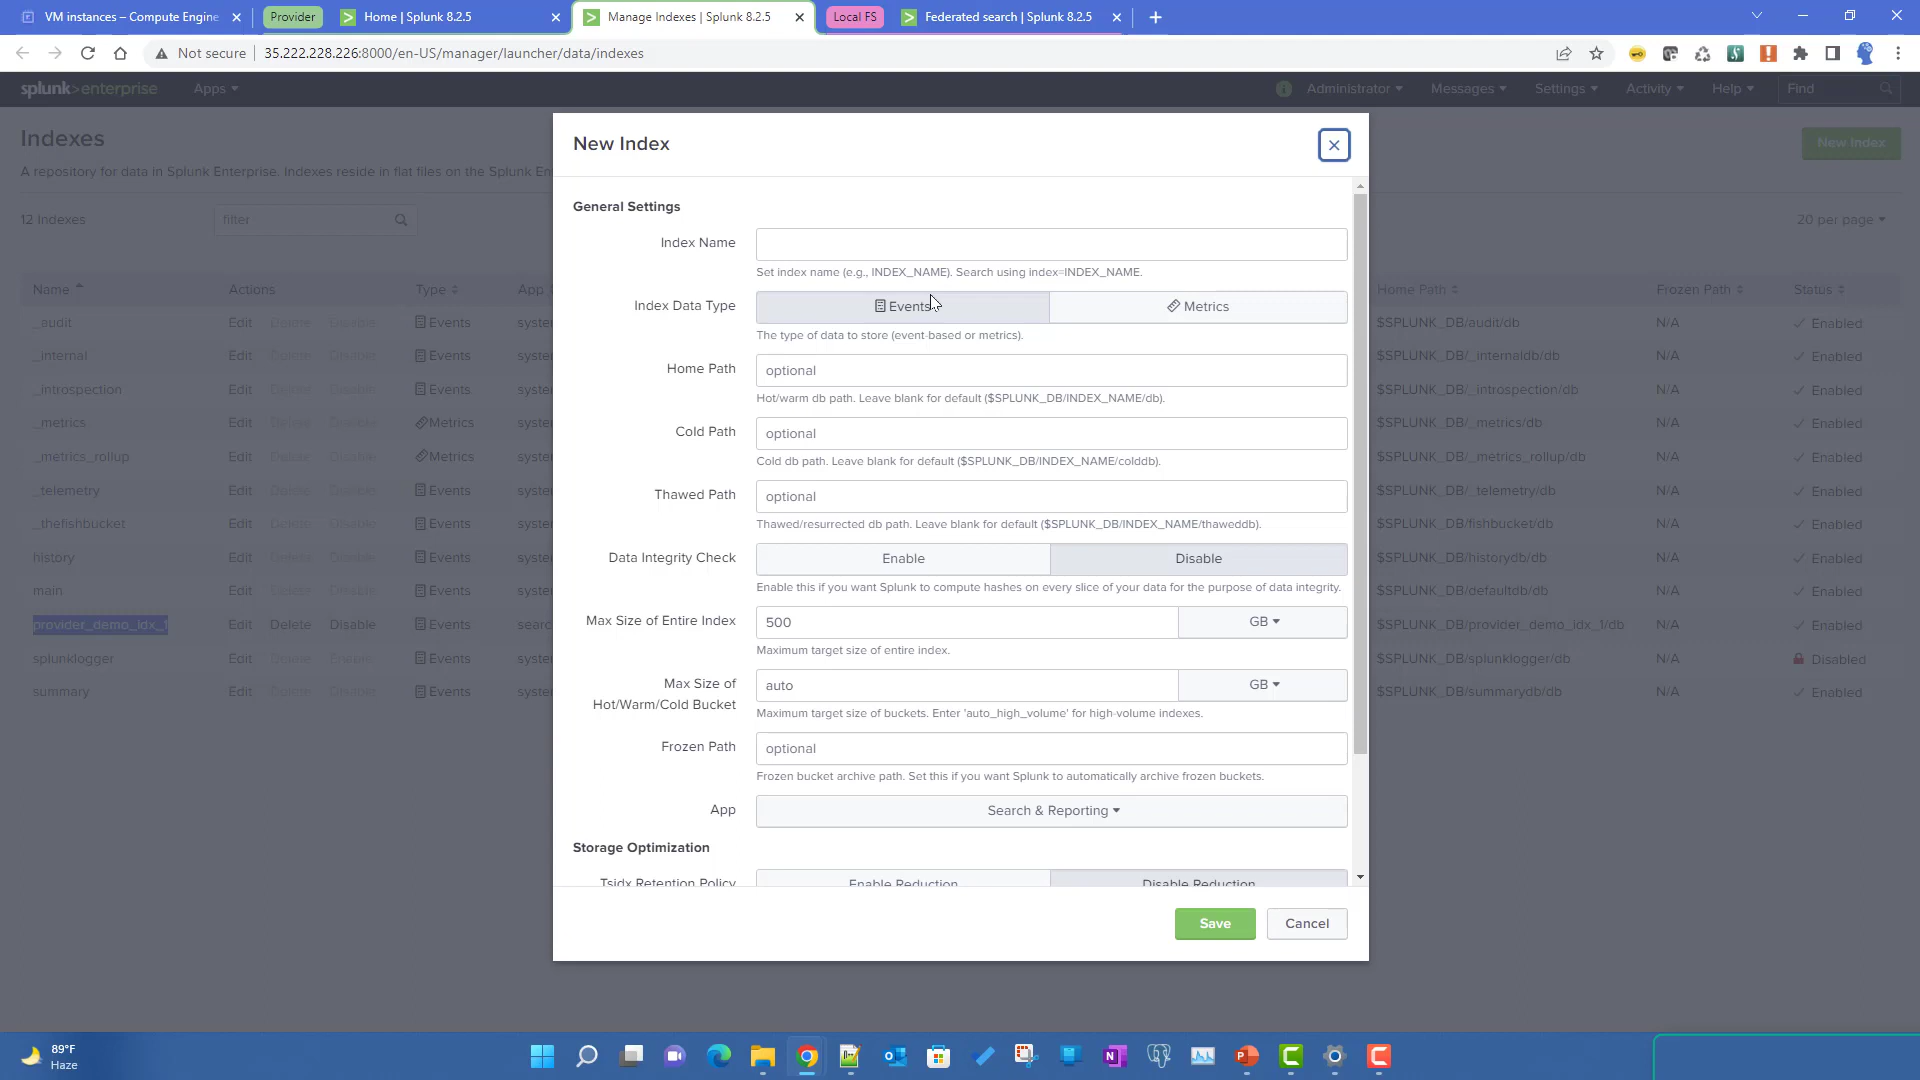 VM instances – Compute Engine
Provider
Home | Splunk 8.2.5
Manage Indexes | Splunk 8.2.5
Local FS
Federated search | Splunk 8.2.5
Not secure
35.222.228.226:8000/en-US/manager/launcher/data/indexes
splunk>enterprise
Apps
Administrator
Messages
Settings
Activity
Help
Find
Indexes
New Index
A repository for data in Splunk Enterprise. Indexes reside in flat files on the Splunk En
12 Indexes
filter
20 per page
Name Actions Type App Home Path Frozen Path Status
_audit Edit Delete Disable Events syste $SPLUNK_DB/audit/db N/A Enabled
_internal Edit Delete Disable Events syste $SPLUNK_DB/_internaldb/db N/A Enabled
_introspection Edit Delete Disable Events syste $SPLUNK_DB/_introspection/db N/A Enabled
_metrics Edit Delete Disable Metrics syste $SPLUNK_DB/_metrics/db N/A Enabled
_metrics_rollup Edit Delete Disable Metrics syste $SPLUNK_DB/_metrics_rollup/db N/A Enabled
_telemetry Edit Delete Disable Events syste $SPLUNK_DB/_telemetry/db N/A Enabled
_thefishbucket Edit Delete Disable Events syste $SPLUNK_DB/fishbucket/db N/A Enabled
history Edit Delete Disable Events syste $SPLUNK_DB/historydb/db N/A Enabled
main Edit Delete Disable Events syste $SPLUNK_DB/defaultdb/db N/A Enabled
provider_demo_idx_1 Edit Delete Disable Events searc $SPLUNK_DB/provider_demo_idx_1/db N/A Enabled
splunklogger Edit Delete Enable Events syste $SPLUNK_DB/splunklogger/db N/A Disabled
summary Edit Delete Disable Events syste $SPLUNK_DB/summarydb/db N/A Enabled
New Index
General Settings
Index Name
Set index name (e.g., INDEX_NAME). Search using index=INDEX_NAME.
Index Data Type
Events
Metrics
The type of data to store (event-based or metrics).
Home Path
optional
Hot/warm db path. Leave blank for default ($SPLUNK_DB/INDEX_NAME/db).
Cold Path
optional
Cold db path. Leave blank for default ($SPLUNK_DB/INDEX_NAME/colddb).
Thawed Path
optional
Thawed/resurrected db path. Leave blank for default ($SPLUNK_DB/INDEX_NAME/thaweddb).
Data Integrity Check
Enable
Disable
Enable this if you want Splunk to compute hashes on every slice of your data for the purpose of data integrity.
Max Size of Entire Index
500
GB
Maximum target size of entire index.
Max Size of
Hot/Warm/Cold Bucket
auto
GB
Maximum target size of buckets. Enter 'auto_high_volume' for high-volume indexes.
Frozen Path
optional
Frozen bucket archive path. Set this if you want Splunk to automatically archive frozen buckets.
App
Search & Reporting
Storage Optimization
Tsidx Retention Policy
Enable Reduction
Disable Reduction
Save
Cancel
89°F
Haze